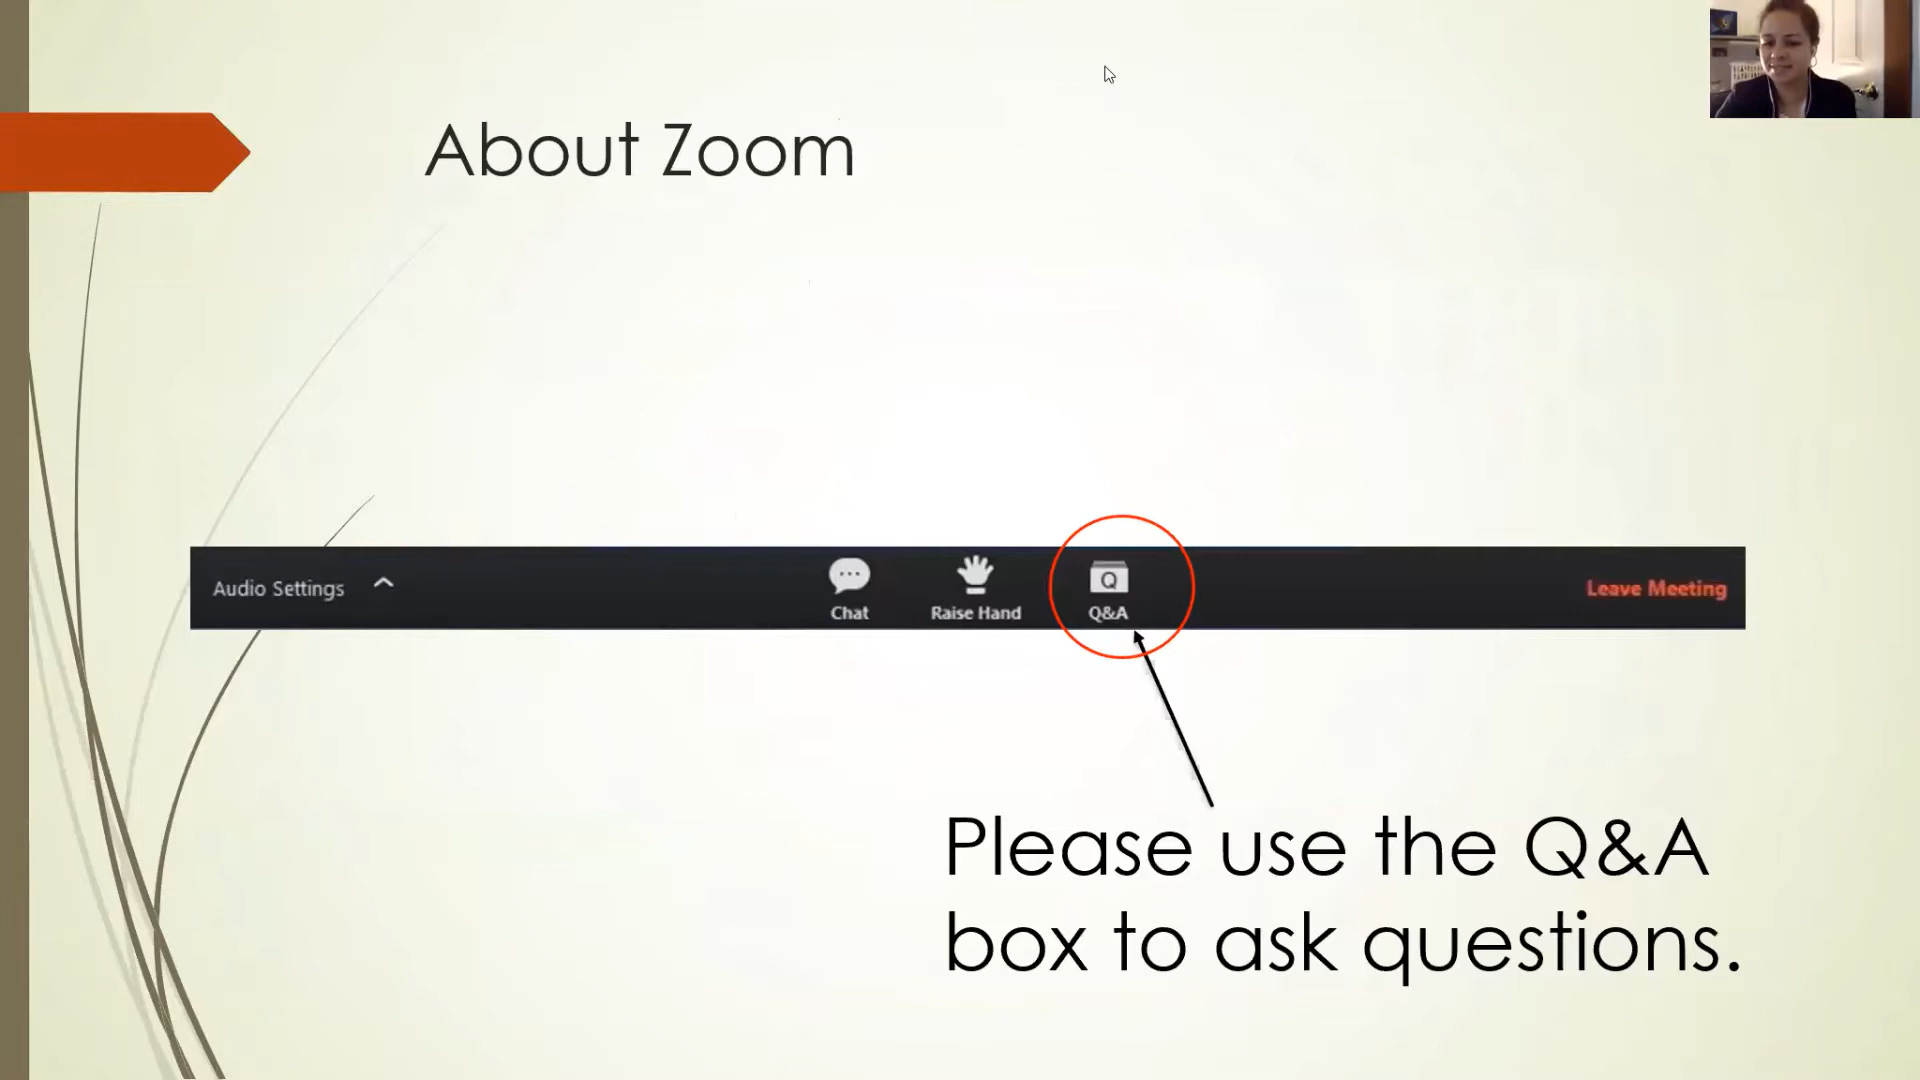 About Zoom
Audio Settings
Chat
Raise Hand
Q
Q&A
Leave Meeting
Please use the Q&A
box to ask questions.